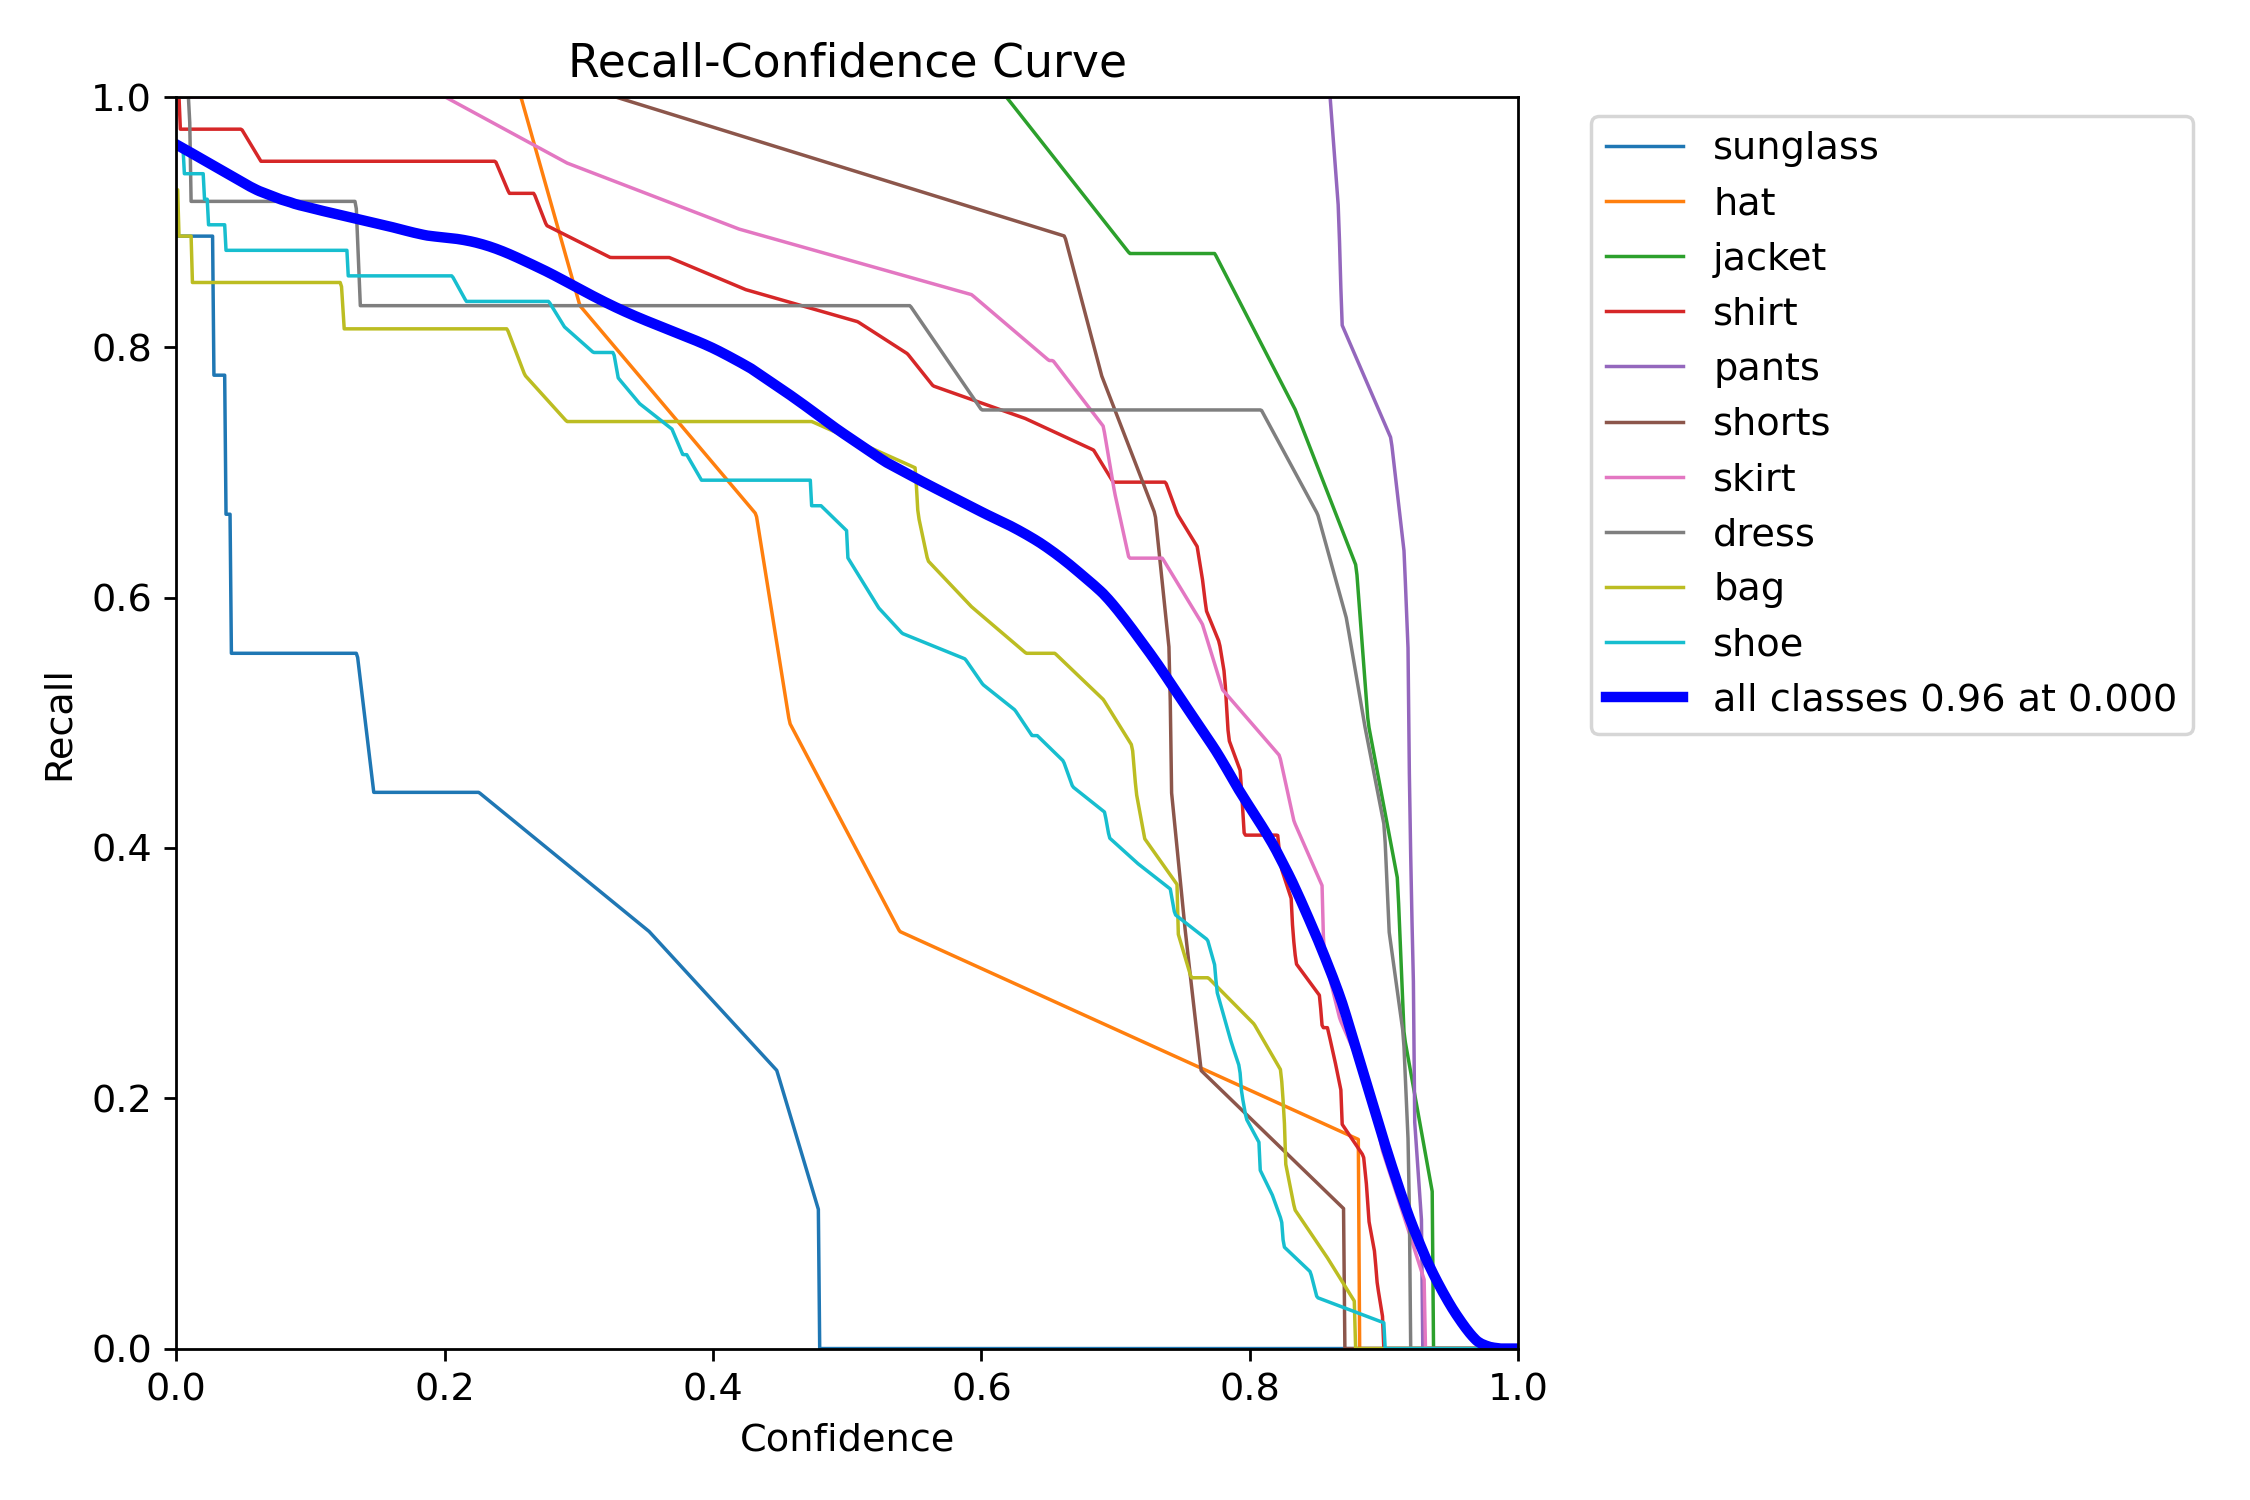 Recall-Confidence Curve
1.0
0.8
0.6
0.4
0.2
0.0
Recall
0.0 0.2 0.4 0.6 0.8 1.0
Confidence
sunglass
hat
jacket
shirt
pants
shorts
skirt
dress
bag
shoe
all classes 0.96 at 0.000